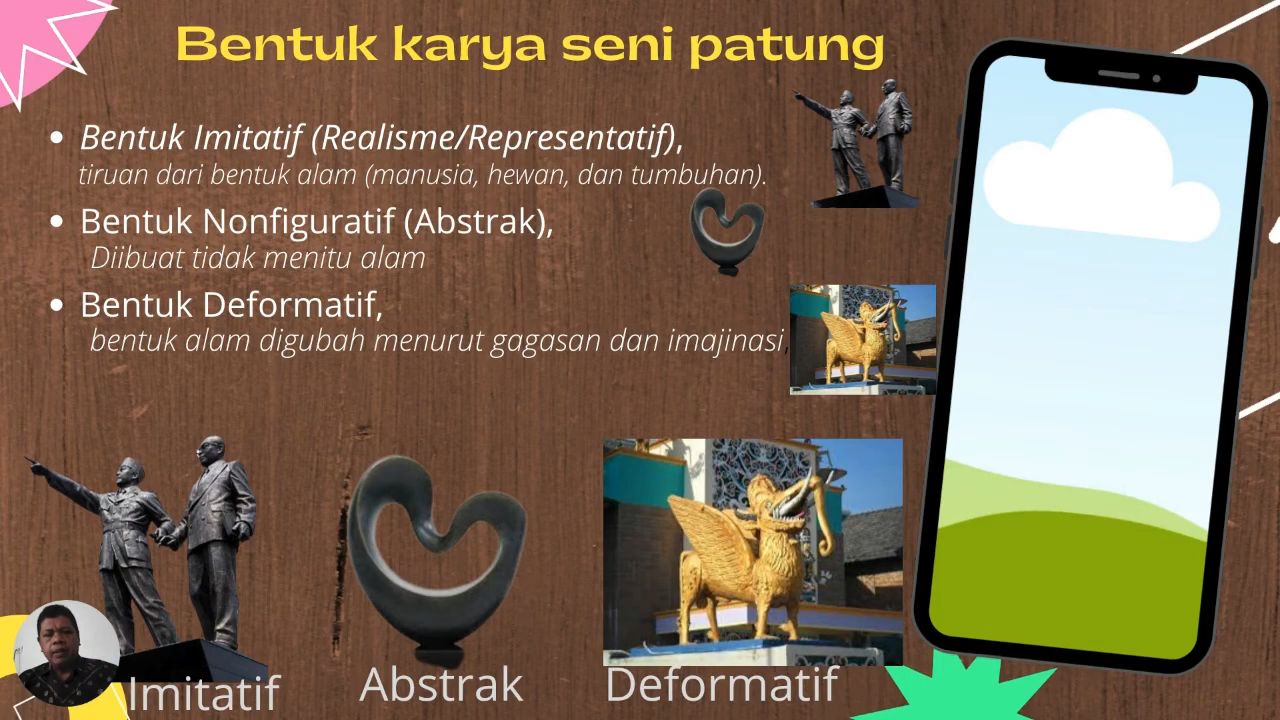 Bentuk karya seni patung
Bentuk Imitatif (Realisme/Representatif),
tiruan dari bentuk alam (manusia, hewan, dan tumbuhan).
Bentuk Nonfiguratif (Abstrak),
Diibuat tidak menitu alam
Bentuk Deformatif,
bentuk alam digubah menurut gagasan dan imajinasi,
Imitatif
Abstrak
Deformatif